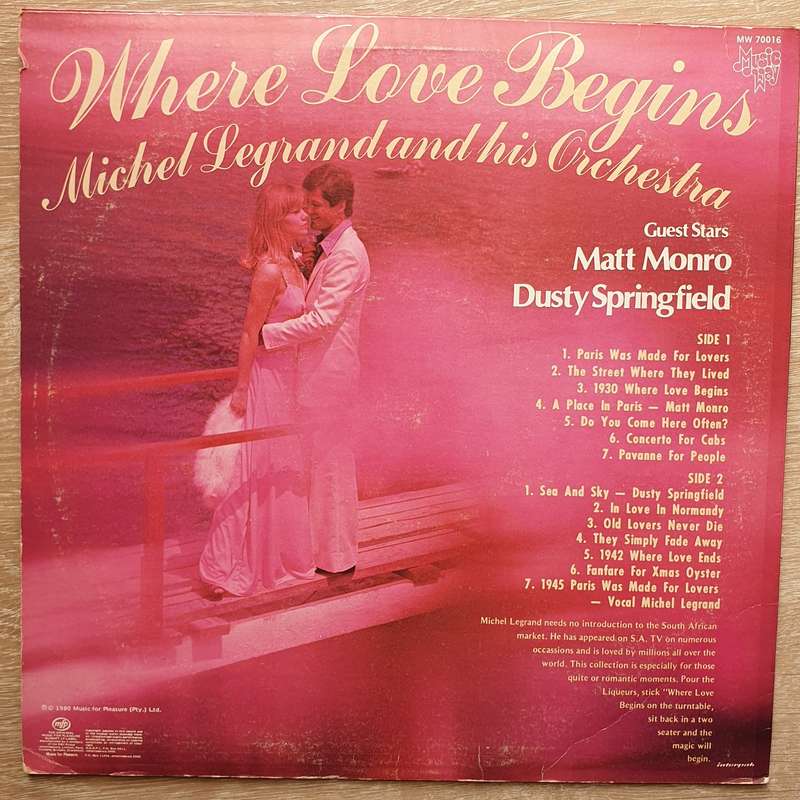 MW 70016
Music Way
Where Love Begins
Michel Legrand and his Orchestra
Guest Stars
Matt Monro
Dusty Springfield
SIDE 1
1. Paris Was Made For Lovers
2. The Street Where They Lived
3. 1930 Where Love Begins
4. A Place In Paris — Matt Monro
5. Do You Come Here Often?
6. Concerto For Cabs
7. Pavanne For People
SIDE 2
1. Sea And Sky — Dusty Springfield
2. In Love In Normandy
3. Old Lovers Never Die
4. They Simply Fade Away
5. 1942 Where Love Ends
6. Fanfare For Xmas Oyster
7. 1945 Paris Was Made For Lovers
— Vocal Michel Legrand
Michel Legrand needs no introduction to the South African
market. He has appeared on S.A. TV on numerous
occassions and is loved by millions all over the
world. This collection is especially for those
quite or romantic moments. Pour the
Liqueurs, stick "Where Love
Begins on the turntable,
sit back in a two
seater and the
magic will
begin.
℗ © 1980 Music for Pleasure (Pty.) Ltd.
mfp
Music for Pleasure
interpak